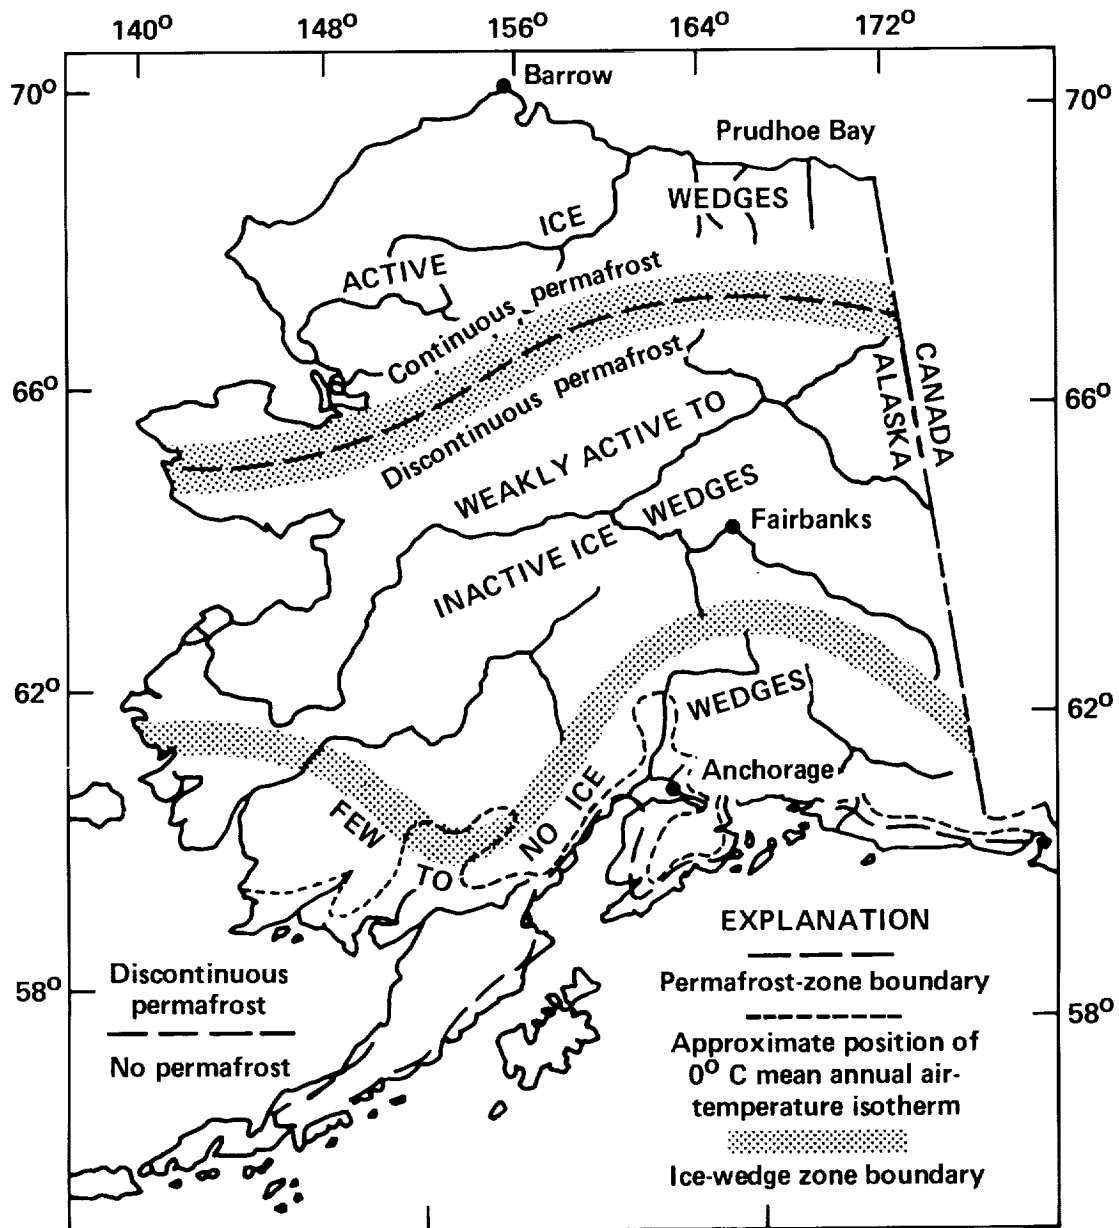 140° 148° 156° 164° 172°
Barrow
70° 70°
Prudhoe Bay
WEDGES
ICE
ACTIVE
Continuous permafrost
Discontinuous permafrost
66° 66°
CANADA
ALASKA
WEAKLY ACTIVE TO
INACTIVE ICE WEDGES
Fairbanks
62° 62°
WEDGES
Anchorage
FEW TO NO ICE
58° 58°
Discontinuous
permafrost
No permafrost
EXPLANATION
Permafrost-zone boundary
Approximate position of
0° C mean annual air-
temperature isotherm
Ice-wedge zone boundary